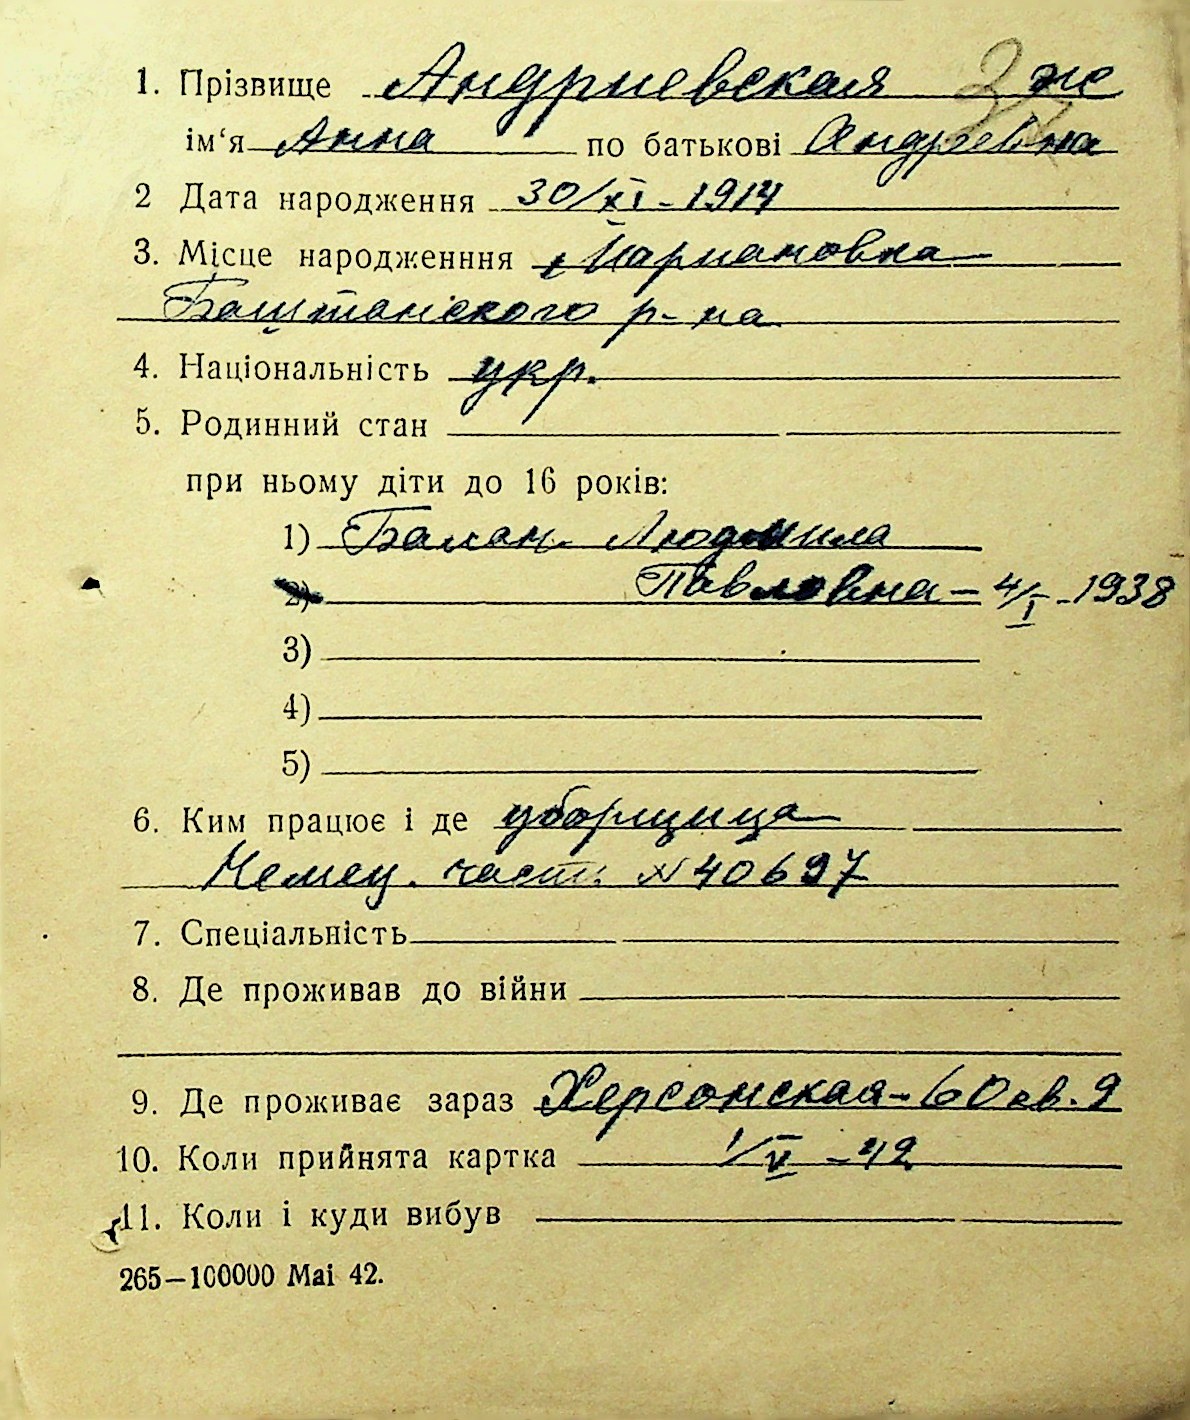 1. Прізвище Андриевская ж
ім‘я Анна по батькові Андреевна
2 Дата народження 30/XI - 1914
3. Місце народженння Мариановка
Баштанского р-на
4. Національність укр.
5. Родинний стан
при ньому діти до 16 років:
1) Балан Людмила
2) Павловна - 4/I - 1938
3)
4)
5)
6. Ким працює і де уборщица
Немец. части N 40697
7. Спеціальність
8. Де проживав до війни
9. Де проживає зараз Херсонская - 60 кв. 9
10. Коли прийнята картка 1/V - 42
11. Коли і куди вибув
265—100000 Маі 42.